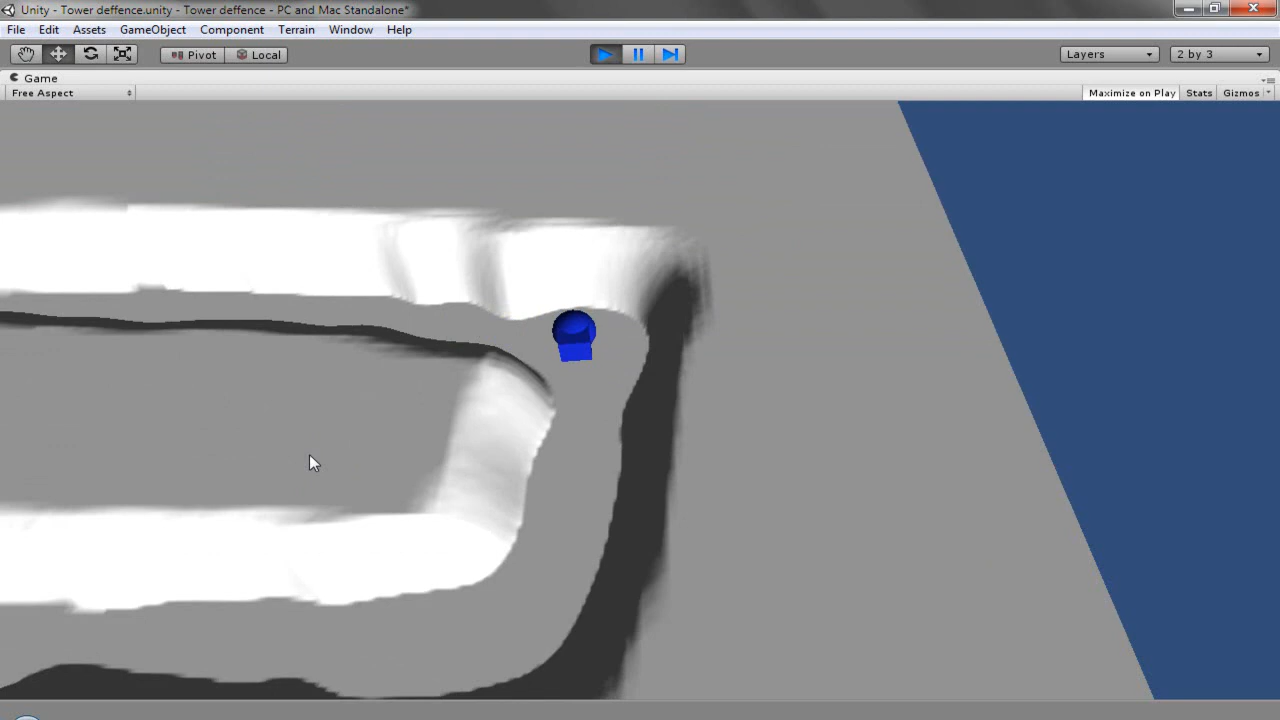 Unity - Tower deffence.unity - Tower deffence - PC and Mac Standalone*
File Edit Assets GameObject Component Terrain Window Help
Pivot Local Layers 2 by 3
Game
Free Aspect Maximize on Play Stats Gizmos